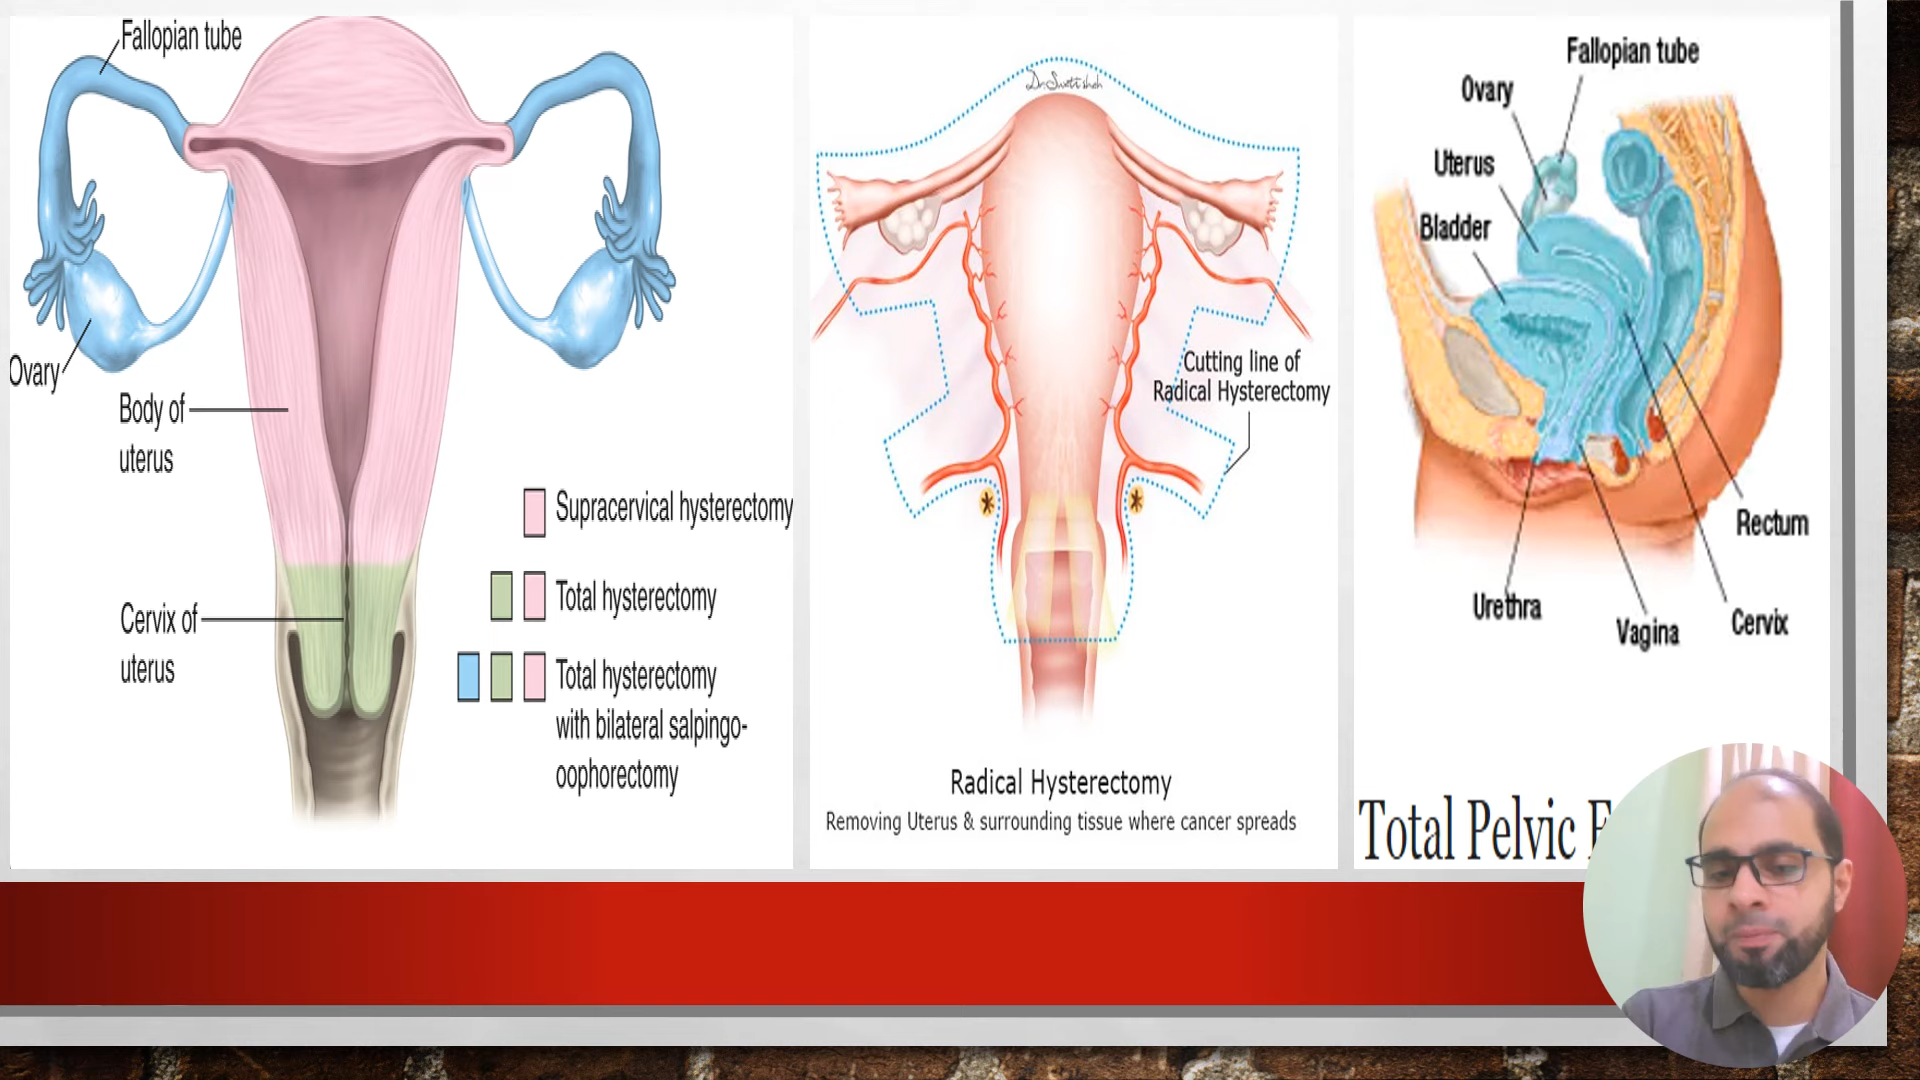 Fallopian tube
Ovary
Body of
uterus
Cervix of
uterus
Supracervical hysterectomy
Total hysterectomy
Total hysterectomy
with bilateral salpingo-
oophorectomy
Cutting line of
Radical Hysterectomy
*
*
Radical Hysterectomy
Removing Uterus & surrounding tissue where cancer spreads
Fallopian tube
Ovary
Uterus
Bladder
Rectum
Urethra
Vagina
Cervix
Total Pelvic